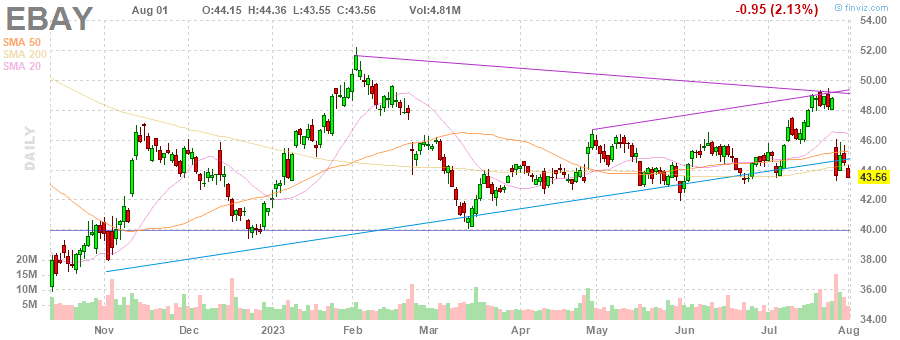 EBAY Aug 01 O:44.15 H:44.36 L:43.55 C:43.56 Vol:4.81M -0.95 (2.13%) © finviz.com
SMA 50
SMA 200
SMA 20
DAILY
54.00
52.00
50.00
48.00
46.00
44.00
43.56
42.00
40.00
38.00
36.00
34.00
20M
15M
10M
5M
Nov Dec 2023 Feb Mar Apr May Jun Jul Aug